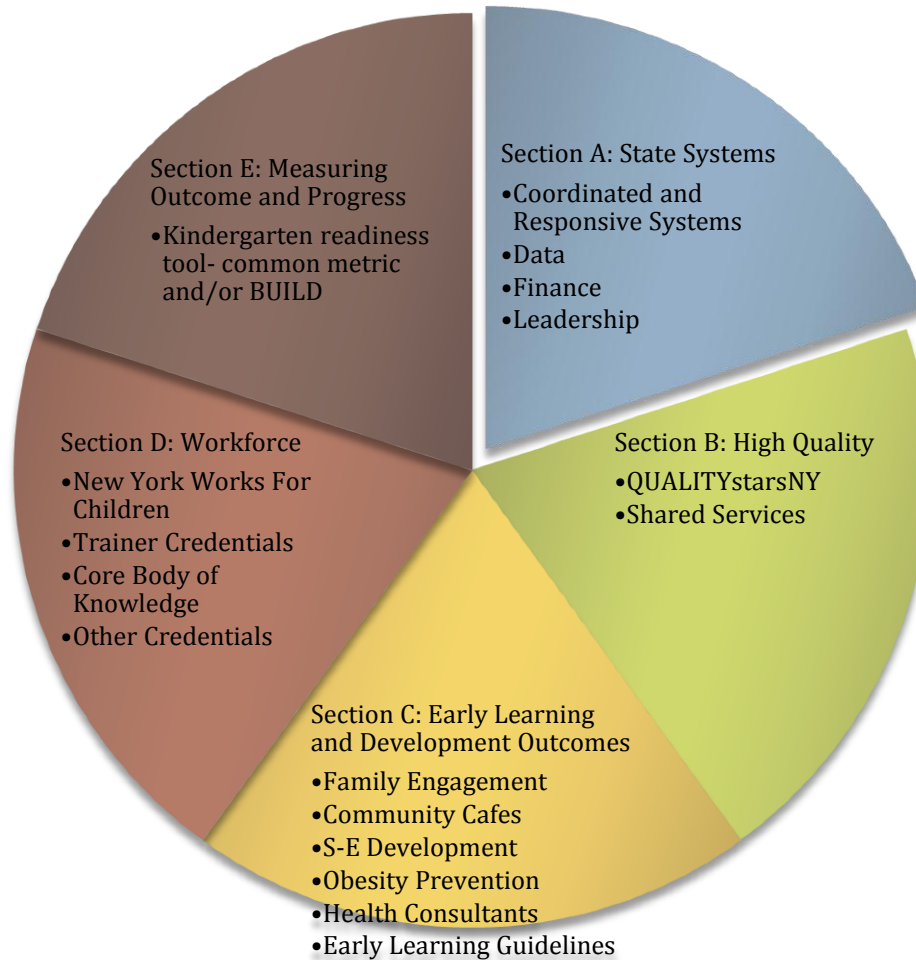 Section A: State Systems
•Coordinated and
Responsive Systems
•Data
•Finance
•Leadership
Section B: High Quality
•QUALITYstarsNY
•Shared Services
Section C: Early Learning
and Development Outcomes
•Family Engagement
•Community Cafes
•S-E Development
•Obesity Prevention
•Health Consultants
•Early Learning Guidelines
Section D: Workforce
•New York Works For
Children
•Trainer Credentials
•Core Body of
Knowledge
•Other Credentials
Section E: Measuring
Outcome and Progress
•Kindergarten readiness
tool- common metric
and/or BUILD